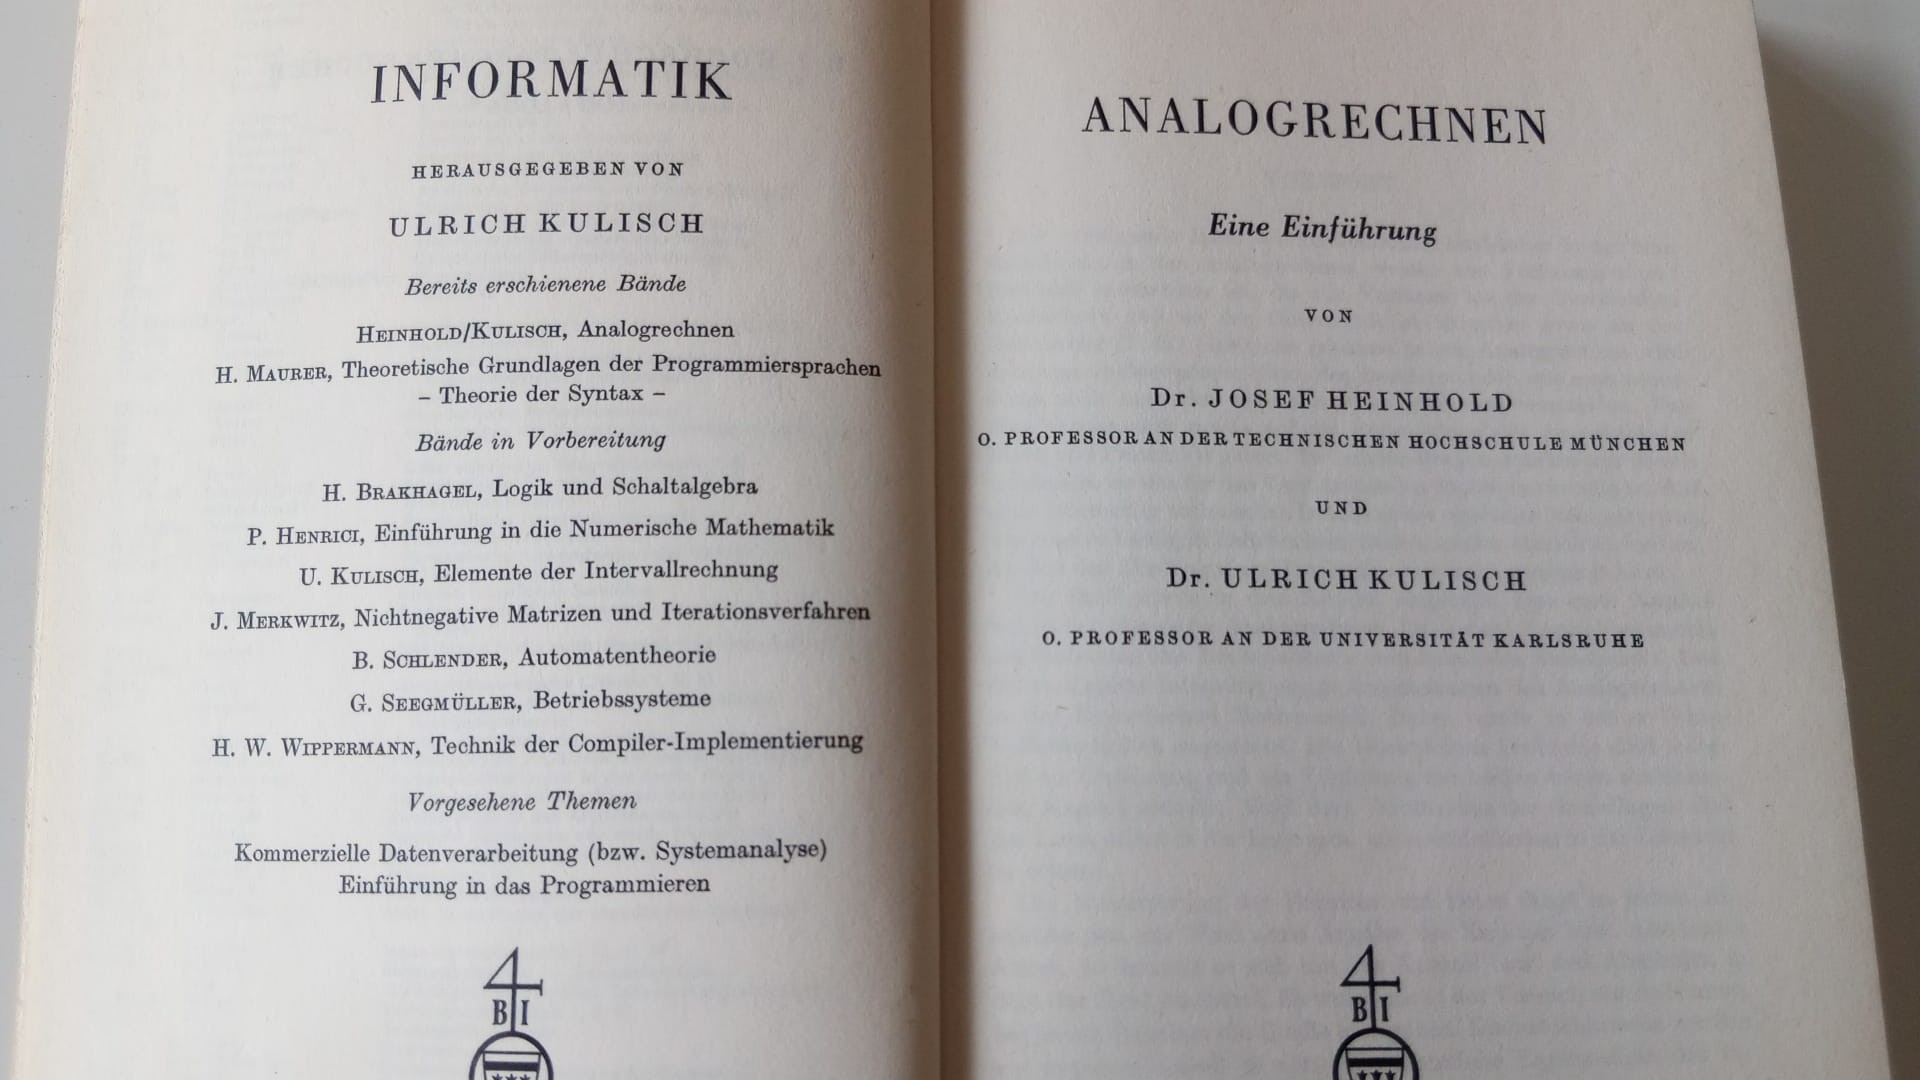 INFORMATIK
HERAUSGEGEBEN VON
ULRICH KULISCH
Bereits erschienene Bände
HEINHOLD/KULISCH, Analogrechnen
H. MAURER, Theoretische Grundlagen der Programmiersprachen
– Theorie der Syntax –
Bände in Vorbereitung
H. BRAKHAGEL, Logik und Schaltalgebra
P. HENRICI, Einführung in die Numerische Mathematik
U. KULISCH, Elemente der Intervallrechnung
J. MERKWITZ, Nichtnegative Matrizen und Iterationsverfahren
B. SCHLENDER, Automatentheorie
G. SEEGMÜLLER, Betriebssysteme
H. W. WIPPERMANN, Technik der Compiler-Implementierung
Vorgesehene Themen
Kommerzielle Datenverarbeitung (bzw. Systemanalyse)
Einführung in das Programmieren
B I
ANALOGRECHNEN
Eine Einführung
VON
Dr. JOSEF HEINHOLD
O. PROFESSOR AN DER TECHNISCHEN HOCHSCHULE MÜNCHEN
UND
Dr. ULRICH KULISCH
O. PROFESSOR AN DER UNIVERSITÄT KARLSRUHE
B I